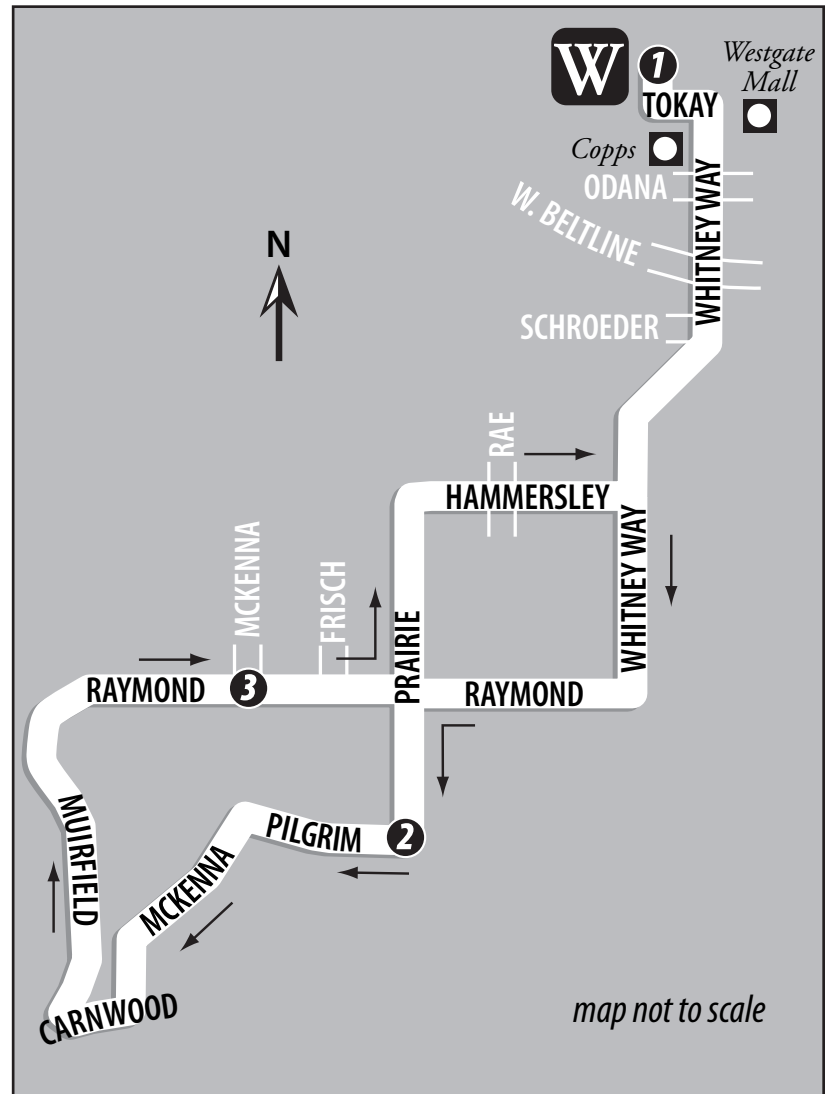 W
1
Westgate
Mall
TOKAY
Copps
ODANA
W. BELTLINE
WHITNEY WAY
N
SCHROEDER
RAE
HAMMERSLEY
MCKENNA
FRISCH
WHITNEY WAY
PRAIRIE
RAYMOND
3
RAYMOND
MUIRFIELD
PILGRIM
2
MCKENNA
CARNWOOD
map not to scale